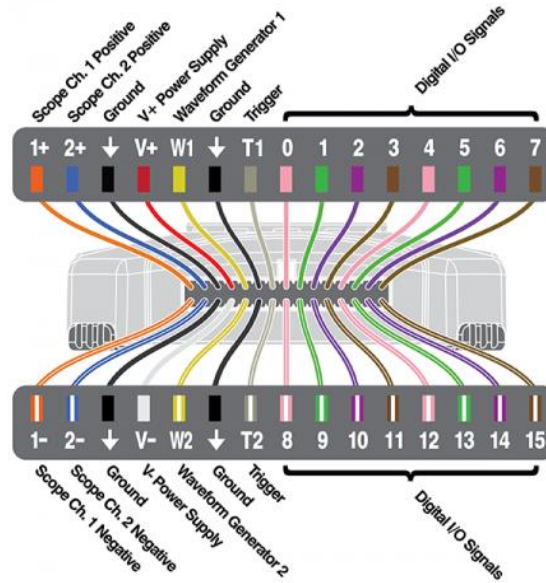 Scope Ch. 1 Positive
Scope Ch. 2 Positive
Ground
V+ Power Supply
Waveform Generator 1
Ground
Trigger
Digital I/O Signals
1+ 2+ ↓ V+ W1 ↓ T1 0 1 2 3 4 5 6 7
1- 2- ↓ V- W2 ↓ T2 8 9 10 11 12 13 14 15
Scope Ch. 1 Negative
Scope Ch. 2 Negative
Ground
V- Power Supply
Waveform Generator 2
Ground
Trigger
Digital I/O Signals